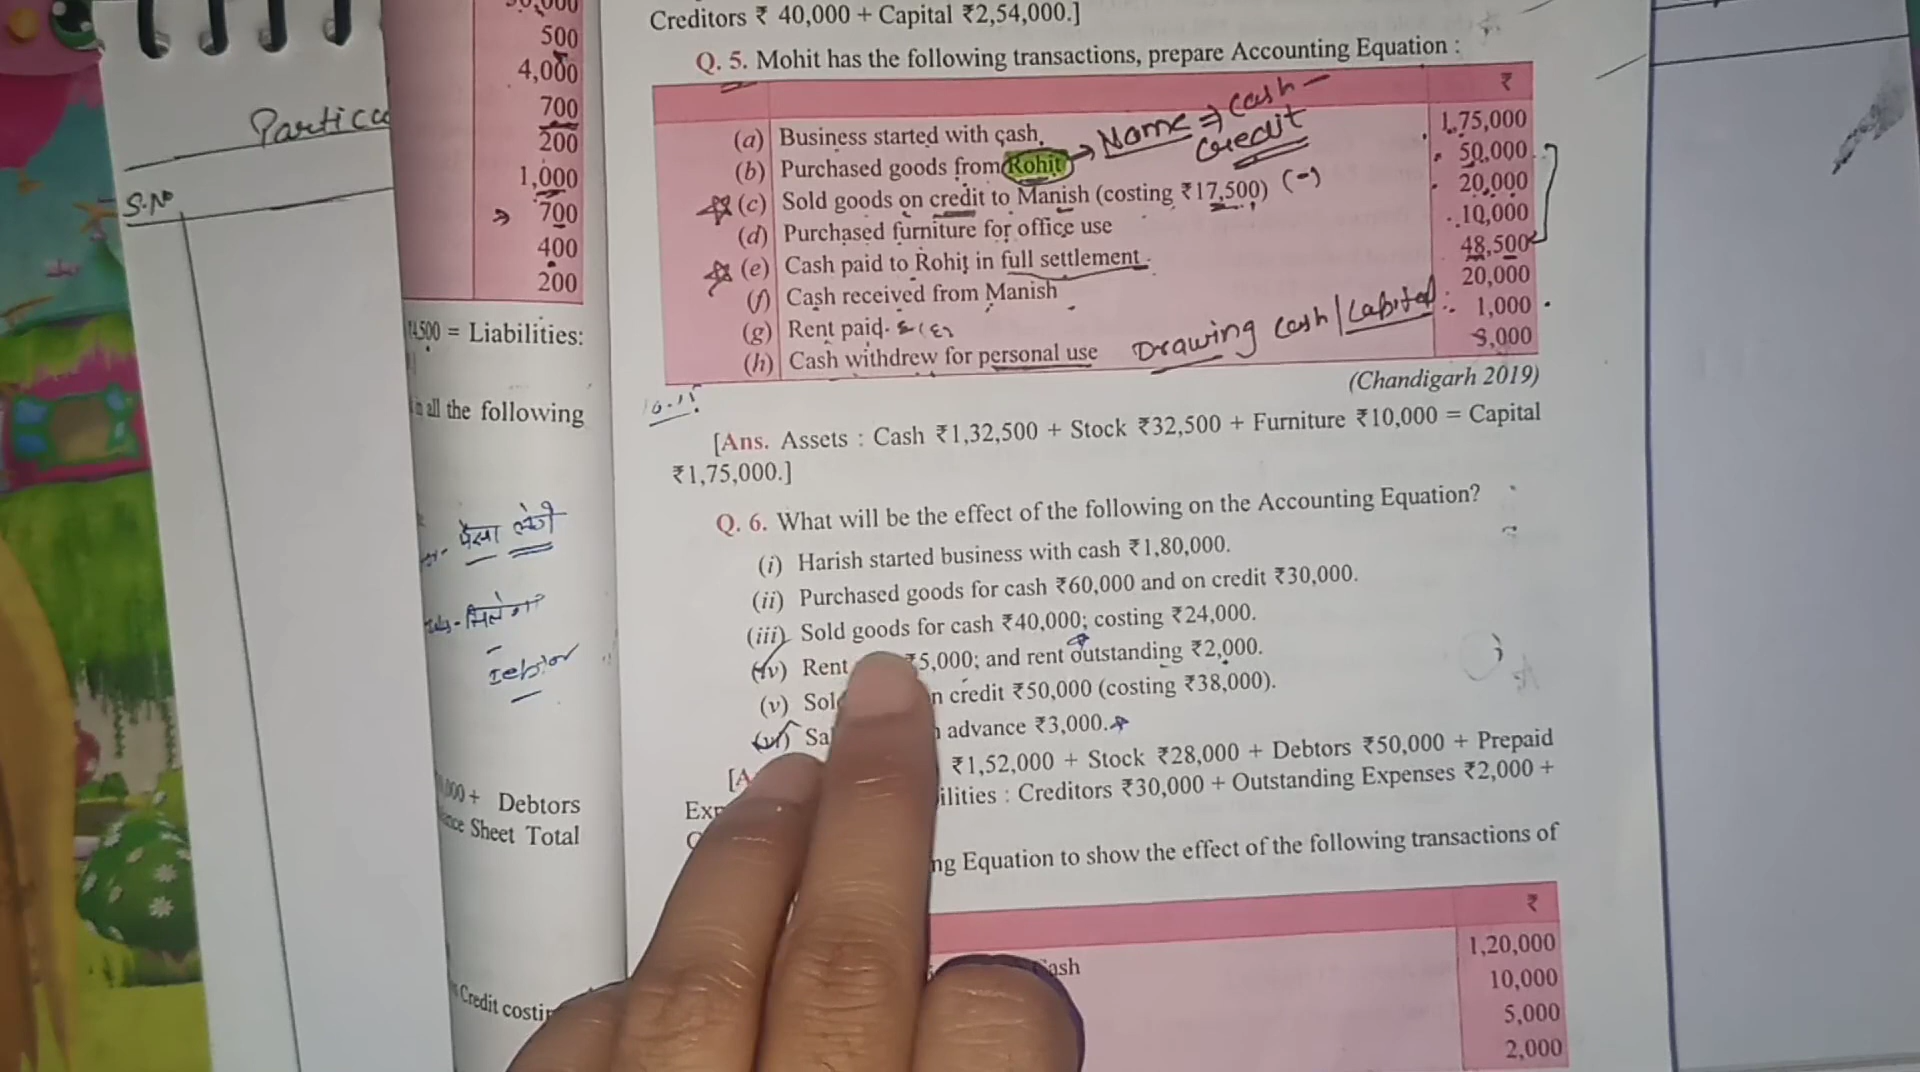 500
4,000
700
200
1,000
700
400
200
500 = Liabilities:
all the following
पैसा
Debtors
Sheet Total
Credit
S.No
Creditors ₹ 40,000 + Capital ₹2,54,000.]
Q. 5. Mohit has the following transactions, prepare Accounting Equation :
₹
(a) Business started with cash, 1,75,000
(b) Purchased goods from Rohit → Name ⇒ Cash - Credit 50,000
(c) Sold goods on credit to Manish (costing ₹17,500) (-) 20,000
(d) Purchased furniture for office use 10,000
(e) Cash paid to Rohit in full settlement 48,500
(f) Cash received from Manish 20,000
(g) Rent paid 1,000
(h) Cash withdrew for personal use Drawing cash/Capital 8,000
(Chandigarh 2019)
[Ans. Assets : Cash ₹1,32,500 + Stock ₹32,500 + Furniture ₹10,000 = Capital
₹1,75,000.]
Q. 6. What will be the effect of the following on the Accounting Equation?
(i) Harish started business with cash ₹1,80,000.
(ii) Purchased goods for cash ₹60,000 and on credit ₹30,000.
(iii) Sold goods for cash ₹40,000; costing ₹24,000.
(iv) Rent ₹5,000; and rent outstanding ₹2,000.
(v) credit ₹50,000 (costing ₹38,000).
(vi) advance ₹3,000.
₹1,52,000 + Stock ₹28,000 + Debtors ₹50,000 + Prepaid
: Creditors ₹30,000 + Outstanding Expenses ₹2,000 +
Equation to show the effect of the following transactions of
₹
1,20,000
10,000
5,000
2,000